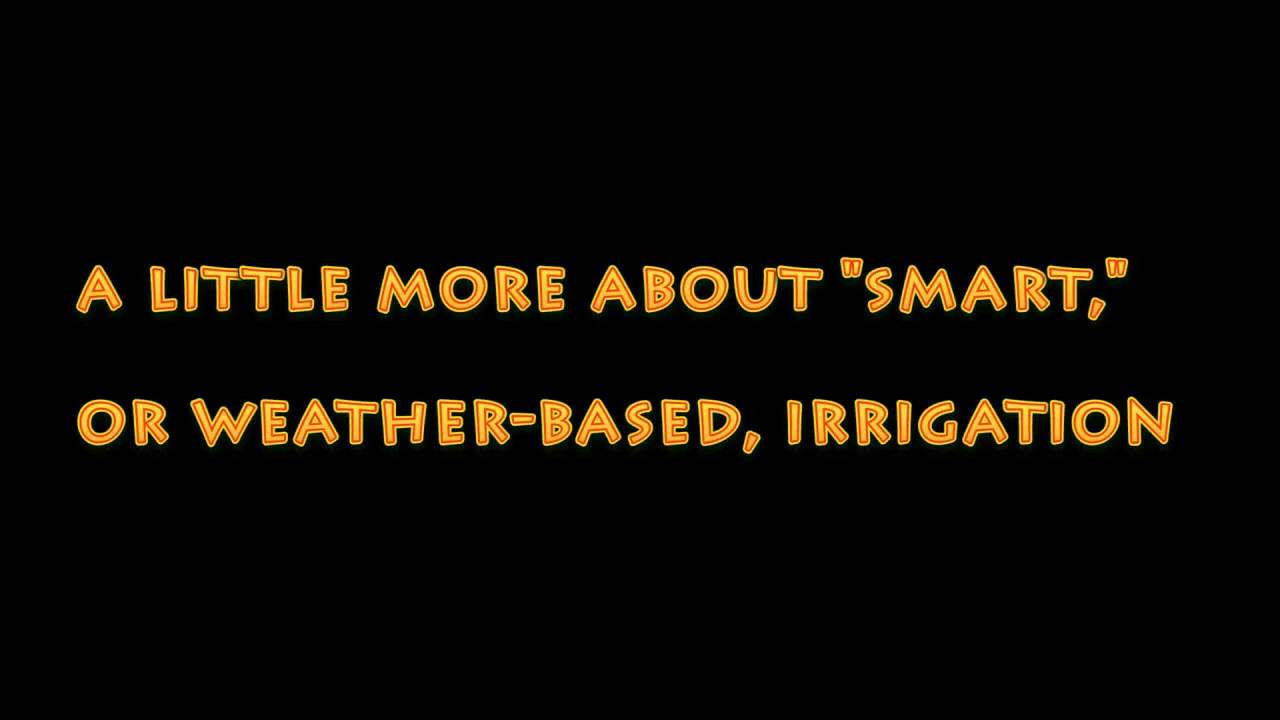 A LITTLE MORE ABOUT "SMART,"
OR WEATHER-BASED, IRRIGATION